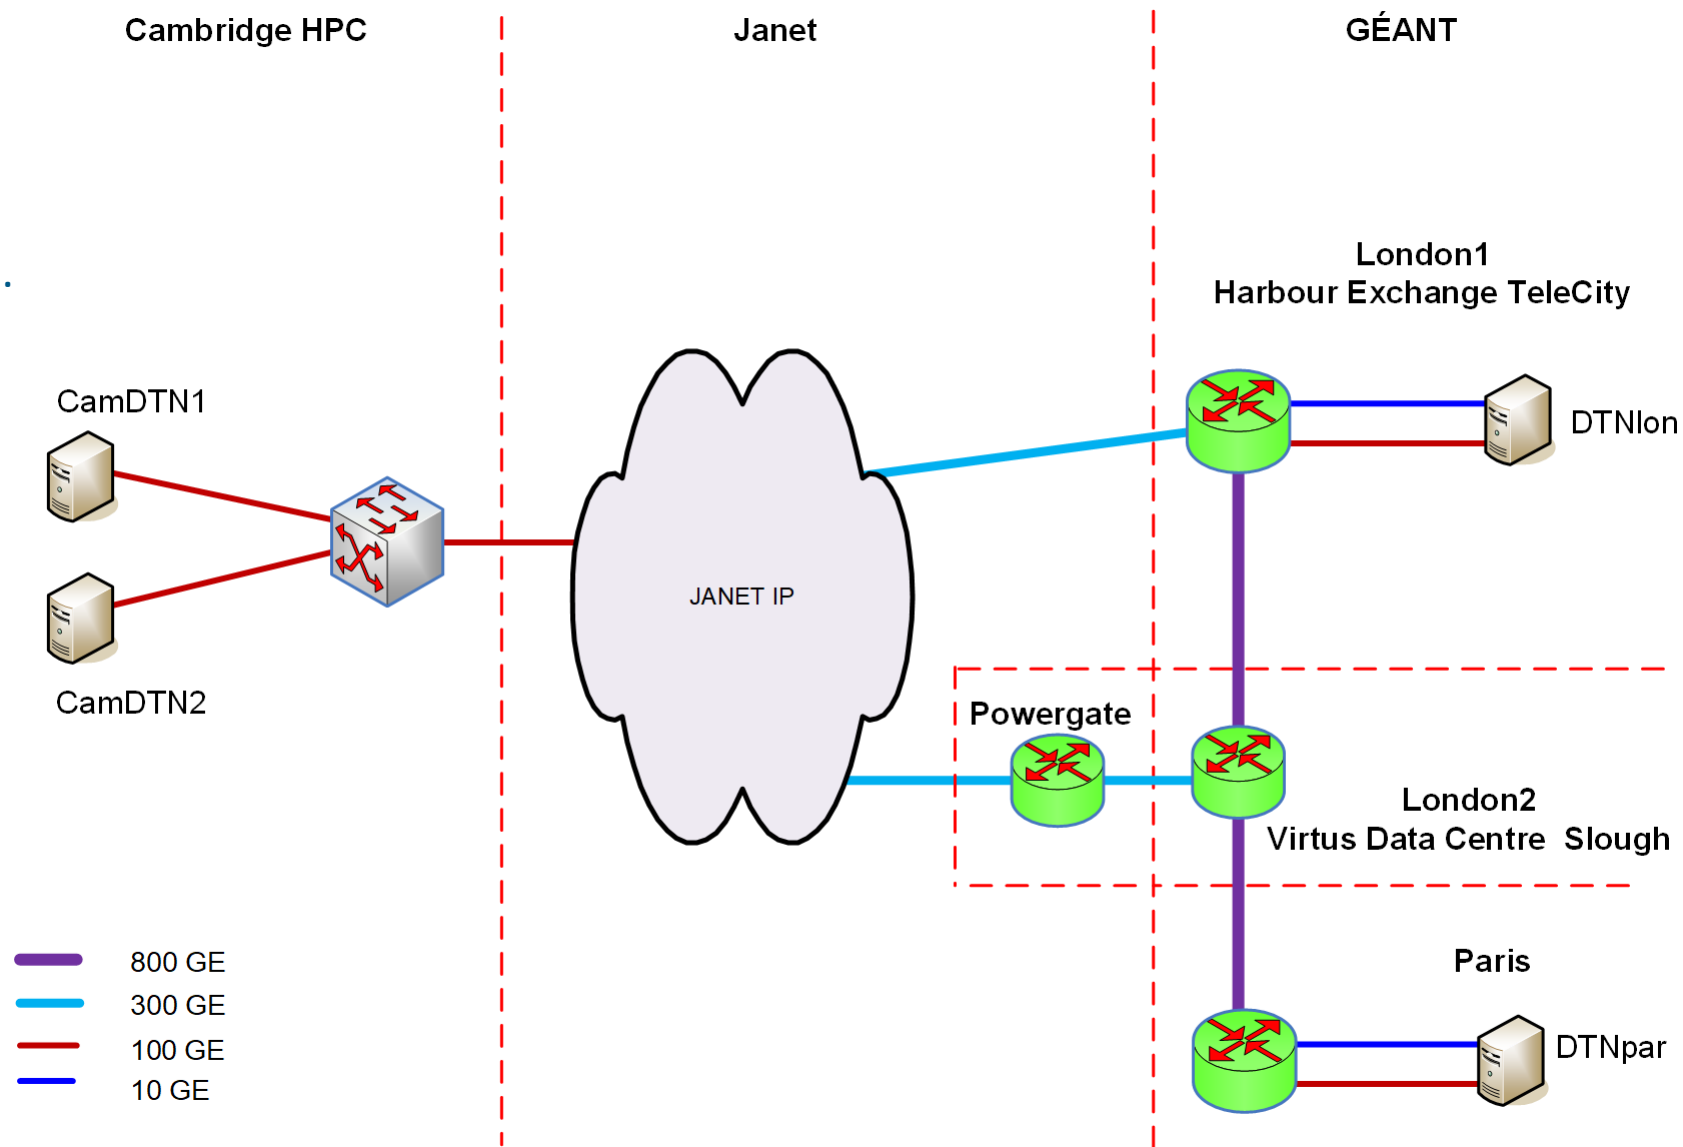 Cambridge HPC
Janet
GÉANT
London1
Harbour Exchange TeleCity
CamDTN1
DTNlon
JANET IP
CamDTN2
Powergate
London2
Virtus Data Centre Slough
Paris
DTNpar
800 GE
300 GE
100 GE
10 GE